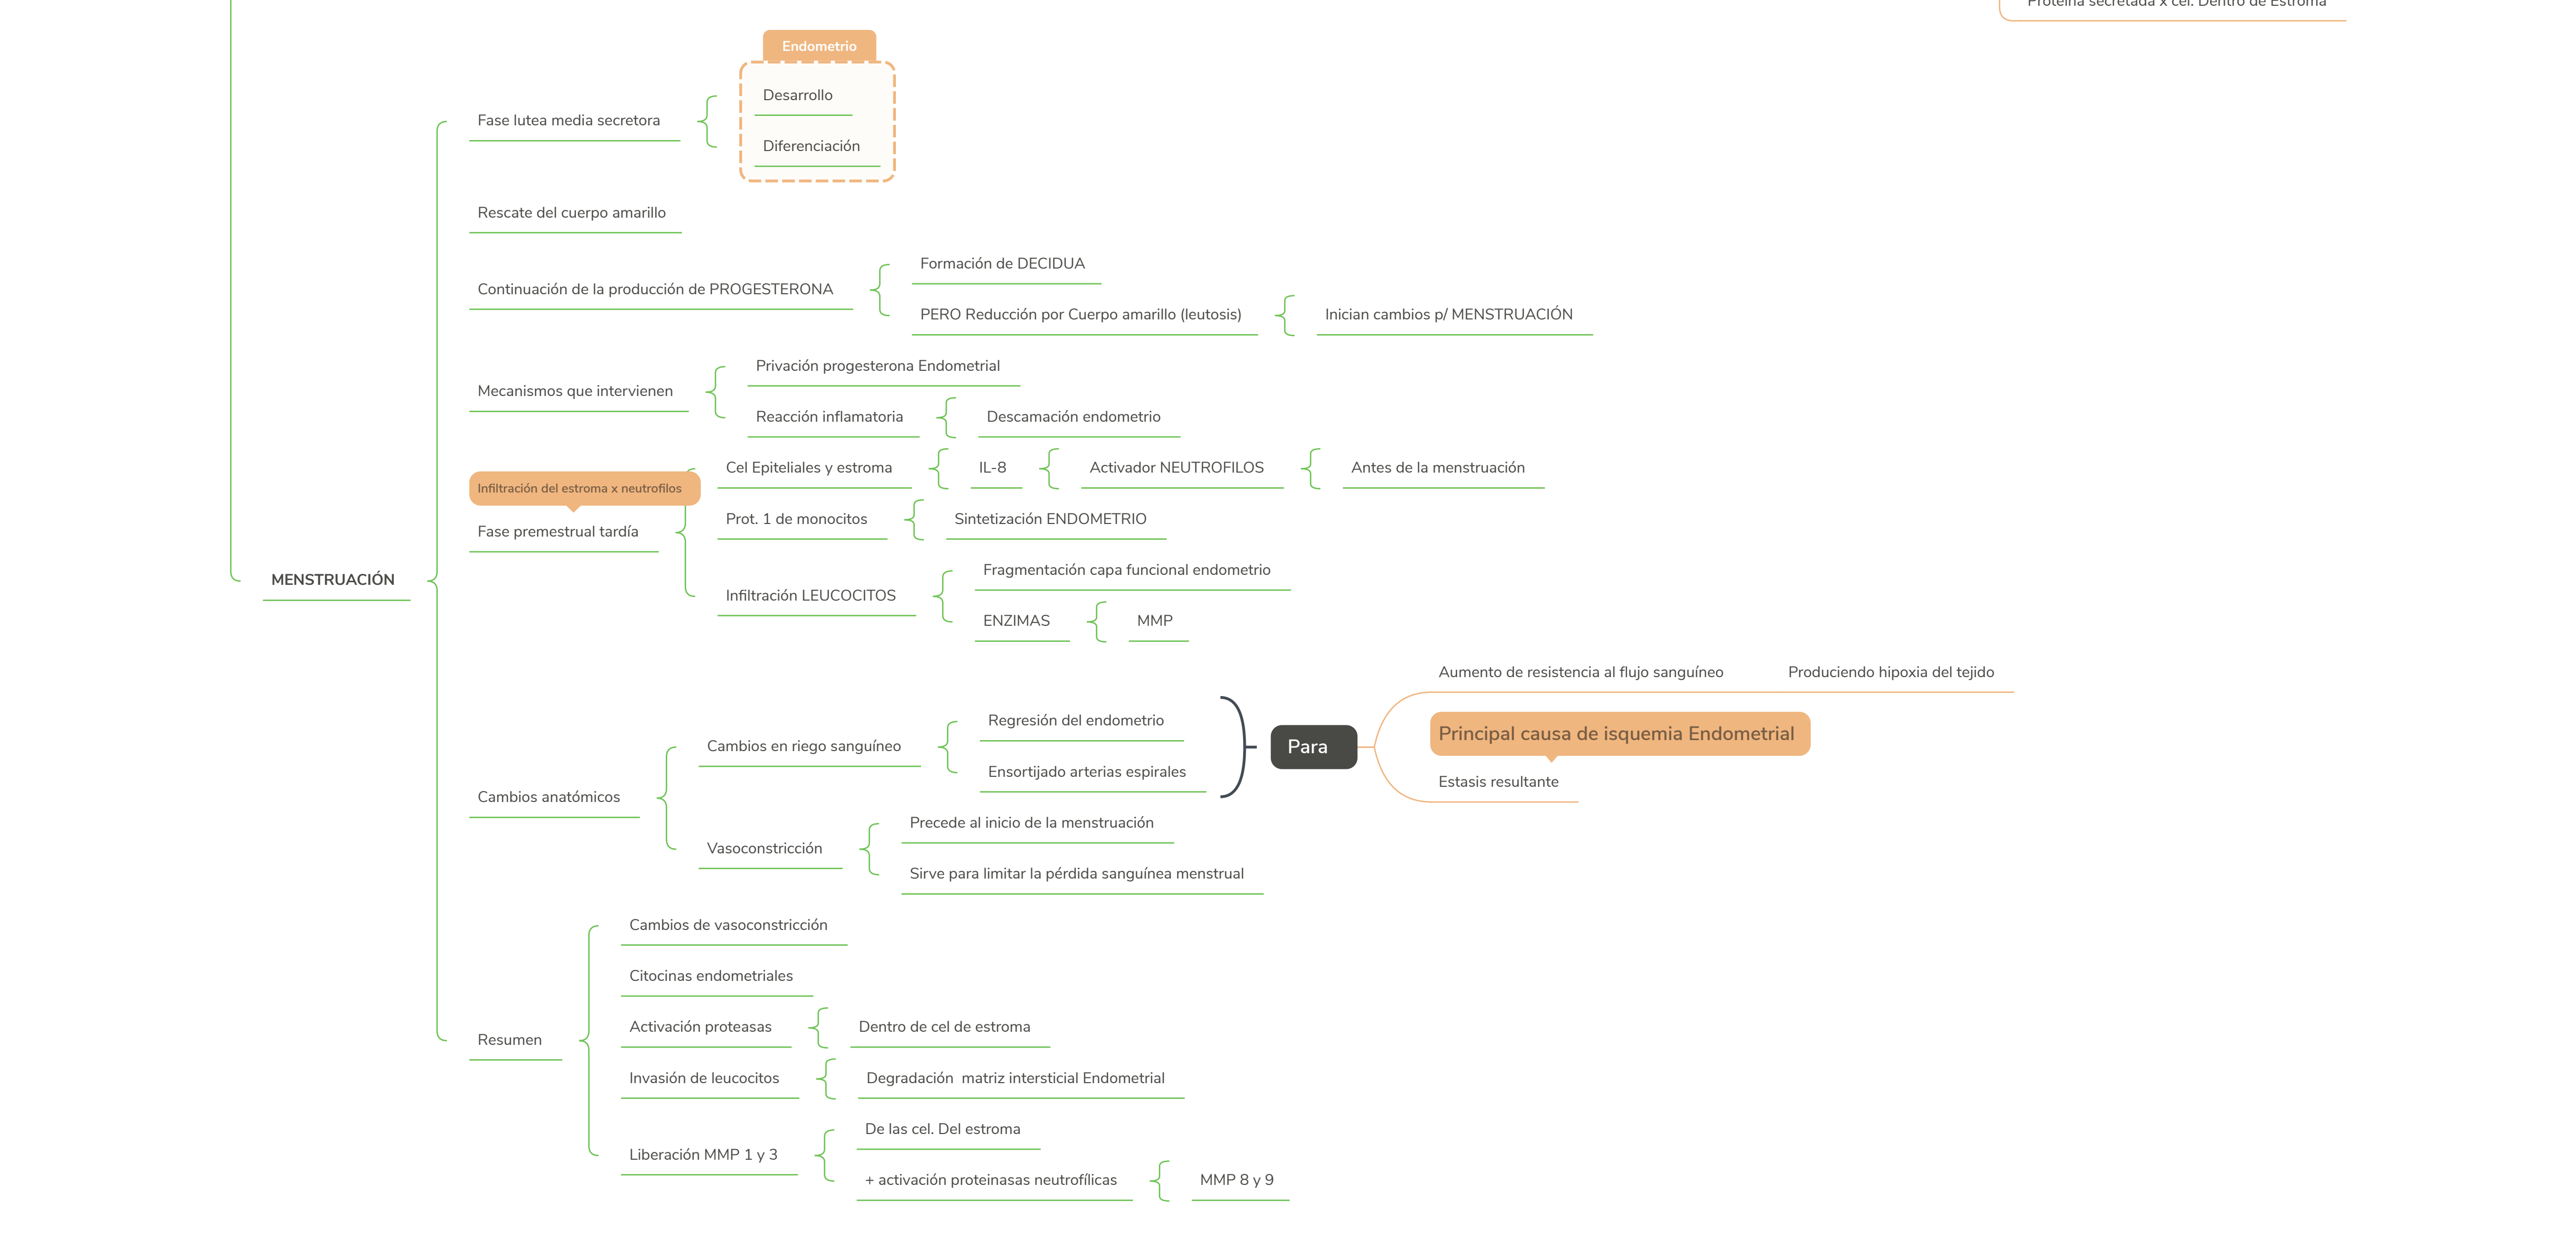 Proteína secretada x cel. Dentro de Estroma
Endometrio
Desarrollo
Fase lutea media secretora
Diferenciación
Rescate del cuerpo amarillo
Formación de DECIDUA
Continuación de la producción de PROGESTERONA
PERO Reducción por Cuerpo amarillo (leutosis)
Inician cambios p/ MENSTRUACIÓN
Privación progesterona Endometrial
Mecanismos que intervienen
Reacción inflamatoria
Descamación endometrio
Cel Epiteliales y estroma
IL-8
Activador NEUTROFILOS
Antes de la menstruación
Infiltración del estroma x neutrofilos
Prot. 1 de monocitos
Sintetización ENDOMETRIO
Fase premestrual tardía
Fragmentación capa funcional endometrio
Infiltración LEUCOCITOS
ENZIMAS
MMP
MENSTRUACIÓN
Aumento de resistencia al flujo sanguíneo
Produciendo hipoxia del tejido
Regresión del endometrio
Principal causa de isquemia Endometrial
Cambios en riego sanguíneo
Para
Ensortijado arterias espirales
Estasis resultante
Cambios anatómicos
Precede al inicio de la menstruación
Vasoconstricción
Sirve para limitar la pérdida sanguínea menstrual
Cambios de vasoconstricción
Citocinas endometriales
Activación proteasas
Dentro de cel de estroma
Resumen
Invasión de leucocitos
Degradación  matriz intersticial Endometrial
De las cel. Del estroma
Liberación MMP 1 y 3
+ activación proteinasas neutrofílicas
MMP 8 y 9